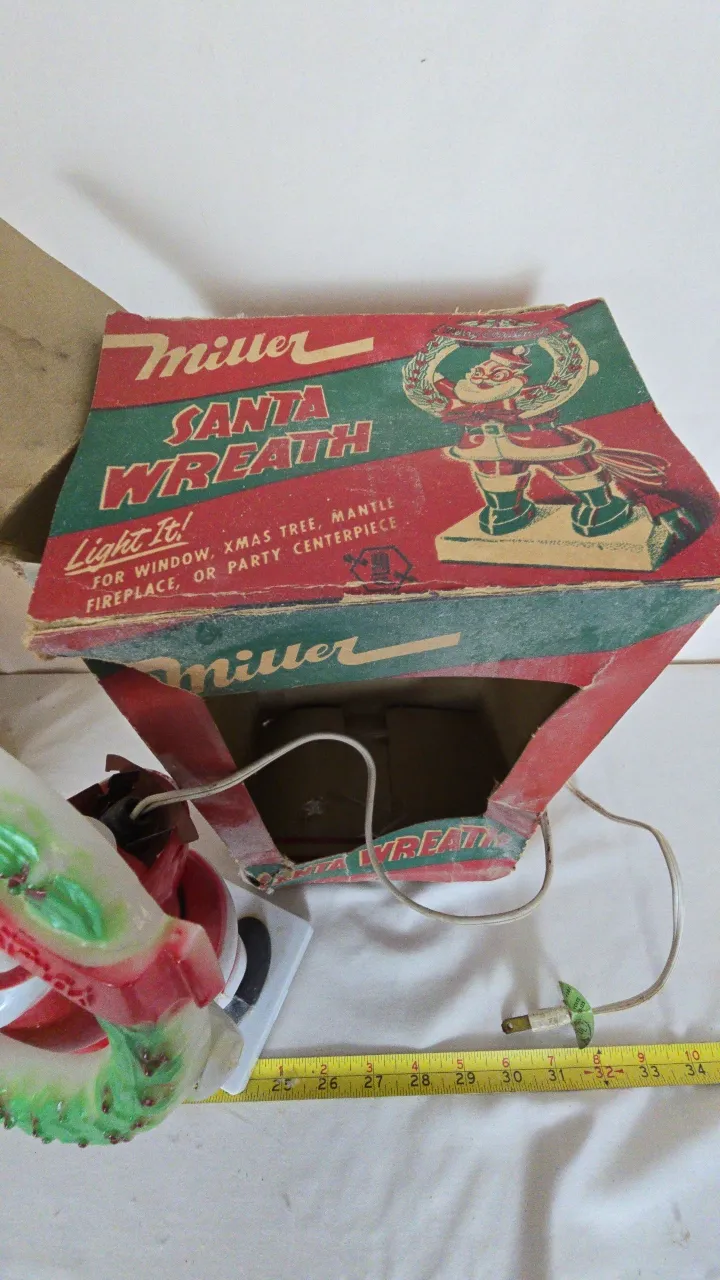 Miller
SANTA
WREATH
Light It!
FOR WINDOW, XMAS TREE, MANTLE
FIREPLACE, OR PARTY CENTERPIECE
Miller
SANTA WREATH
1 2 3 4 5 6 7 8 9 10
25 26 27 28 29 30 31 32 33 34